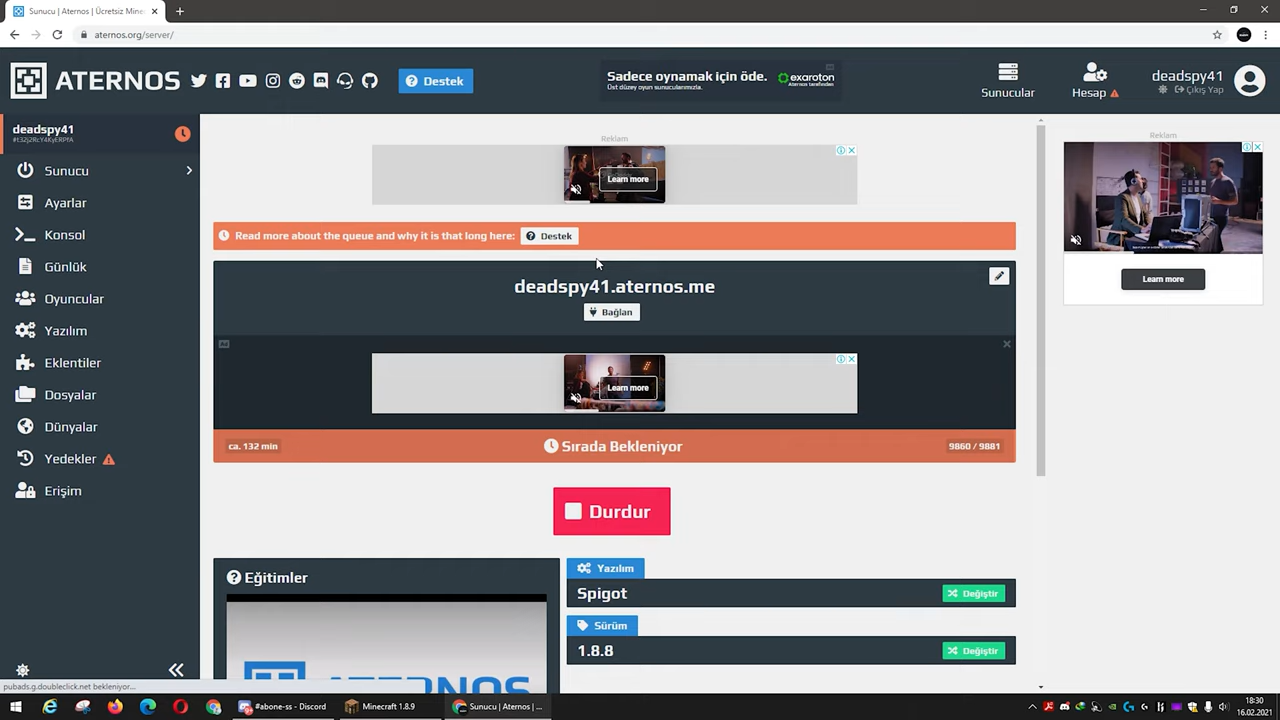 Sunucu | Aternos | Ücretsiz Mine
aternos.org/server/
ATERNOS
Destek
Sadece oynamak için öde.
Üst düzey oyun sunucularımızla.
Ad
exaroton
Aternos tarafından
Sunucular
Hesap
deadspy41
Çıkış Yap
deadspy41
Sunucu
Ayarlar
Konsol
Günlük
Oyuncular
Yazılım
Eklentiler
Dosyalar
Dünyalar
Yedekler
Erişim
Reklam
Learn more
Read more about the queue and why it is that long here:
Destek
deadspy41.aternos.me
Bağlan
Ad
Learn more
ca. 132 min
Sırada Bekleniyor
9860 / 9881
Durdur
Eğitimler
ATERNOS
Yazılım
Spigot
Değiştir
Sürüm
1.8.8
Değiştir
Reklam
Learn more
pubads.g.doubleclick.net bekleniyor...
#abone-ss - Discord
Minecraft 1.8.9
Sunucu | Aternos | ...
18:30
16.02.2021